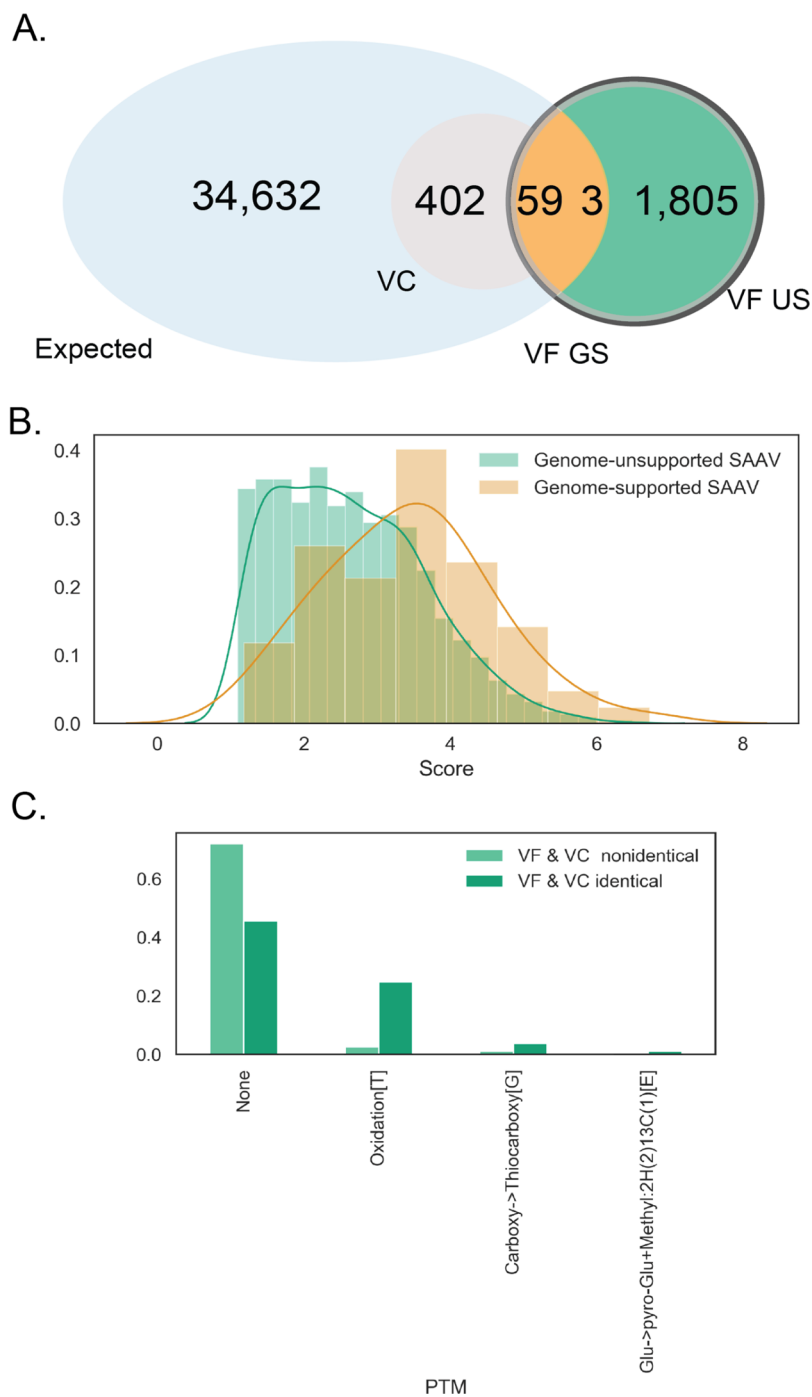 A.
34,632
402
59
3
1,805
VC
VF US
Expected
VF GS
B.
0.4
0.3
0.2
0.1
0.0
Genome-unsupported SAAV
Genome-supported SAAV
0
2
4
6
8
Score
C.
0.6
0.4
0.2
0.0
VF & VC nonidentical
VF & VC identical
None
Oxidation[T]
Carboxy->Thiocarboxy[G]
Glu->pyro-Glu+Methyl:2H(2)13C(1)[E]
PTM